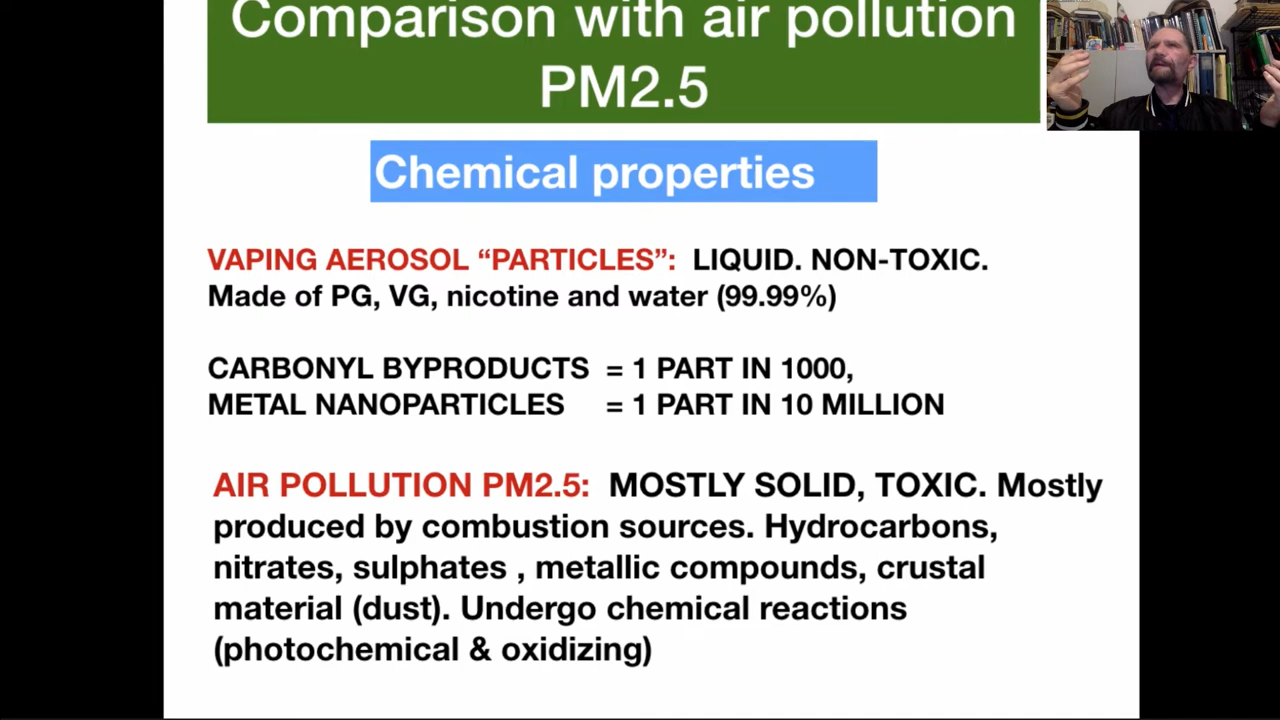 Comparison with air pollution
PM2.5
Chemical properties
VAPING AEROSOL “PARTICLES”: LIQUID. NON-TOXIC.
Made of PG, VG, nicotine and water (99.99%)
CARBONYL BYPRODUCTS = 1 PART IN 1000,
METAL NANOPARTICLES = 1 PART IN 10 MILLION
AIR POLLUTION PM2.5: MOSTLY SOLID, TOXIC. Mostly
produced by combustion sources. Hydrocarbons,
nitrates, sulphates , metallic compounds, crustal
material (dust). Undergo chemical reactions
(photochemical & oxidizing)